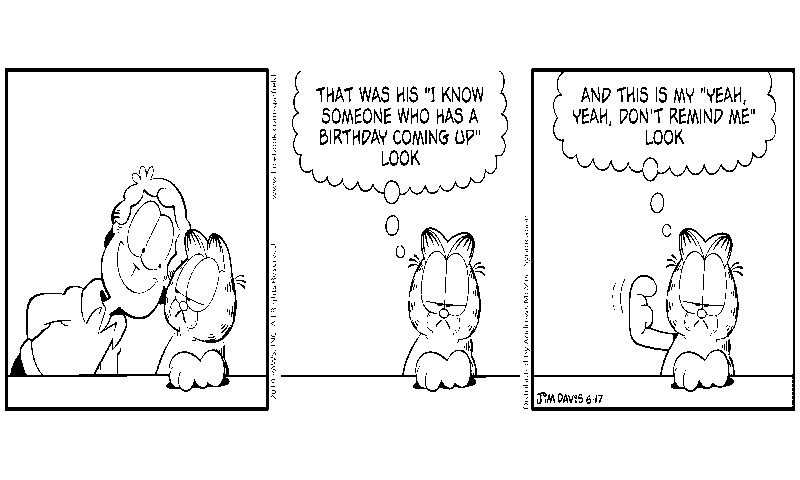 THAT WAS HIS "I KNOW
SOMEONE WHO HAS A
BIRTHDAY COMING UP"
LOOK
AND THIS IS MY "YEAH,
YEAH, DON'T REMIND ME"
LOOK
JIM DAVIS 6-17